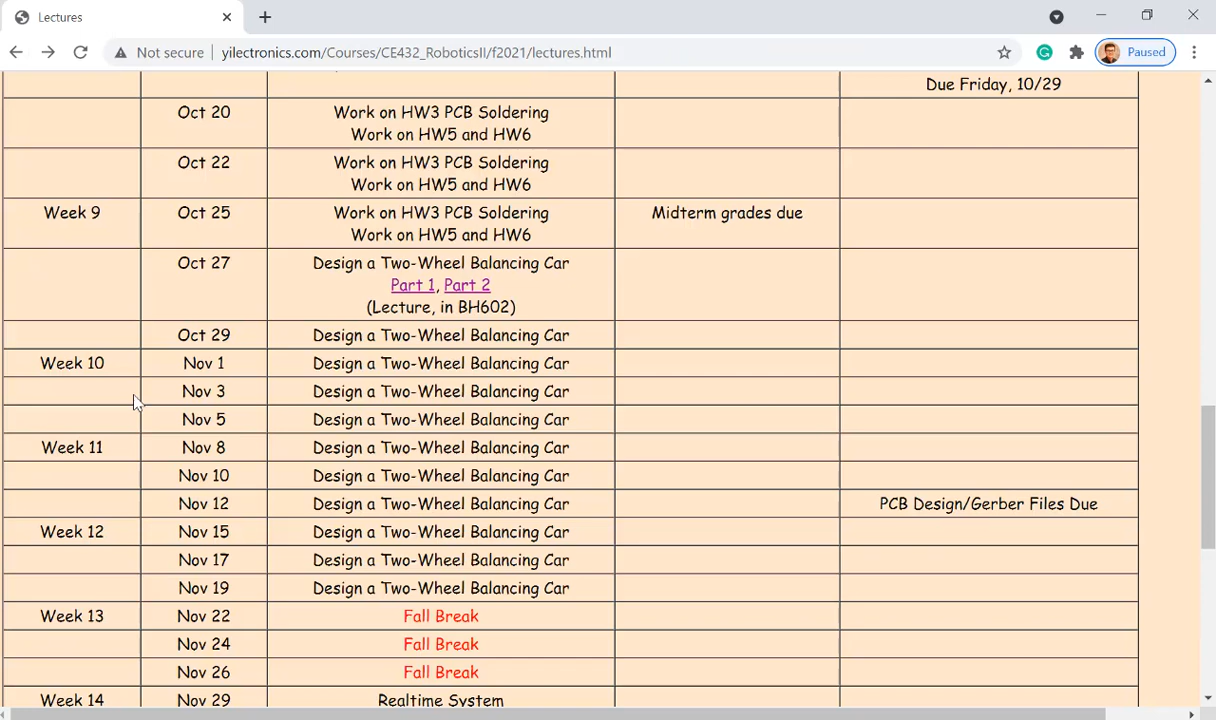 Lectures
Not secure yilectronics.com/Courses/CE432_RoboticsII/f2021/lectures.html Paused
Due Friday, 10/29
Oct 20 Work on HW3 PCB Soldering
Work on HW5 and HW6
Oct 22 Work on HW3 PCB Soldering
Work on HW5 and HW6
Week 9 Oct 25 Work on HW3 PCB Soldering Midterm grades due
Work on HW5 and HW6
Oct 27 Design a Two-Wheel Balancing Car
Part 1, Part 2
(Lecture, in BH602)
Oct 29 Design a Two-Wheel Balancing Car
Week 10 Nov 1 Design a Two-Wheel Balancing Car
Nov 3 Design a Two-Wheel Balancing Car
Nov 5 Design a Two-Wheel Balancing Car
Week 11 Nov 8 Design a Two-Wheel Balancing Car
Nov 10 Design a Two-Wheel Balancing Car
Nov 12 Design a Two-Wheel Balancing Car PCB Design/Gerber Files Due
Week 12 Nov 15 Design a Two-Wheel Balancing Car
Nov 17 Design a Two-Wheel Balancing Car
Nov 19 Design a Two-Wheel Balancing Car
Week 13 Nov 22 Fall Break
Nov 24 Fall Break
Nov 26 Fall Break
Week 14 Nov 29 Realtime System